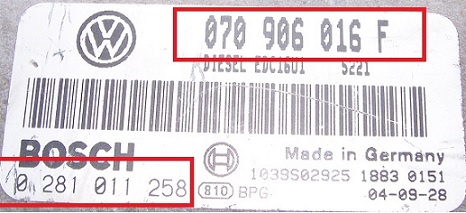 070 906 016 F
DIESEL EDC16U1 5221
BOSCH
Made in Germany
0 281 011 258
1039S02925 1883 0151
810 BPG 04-09-28